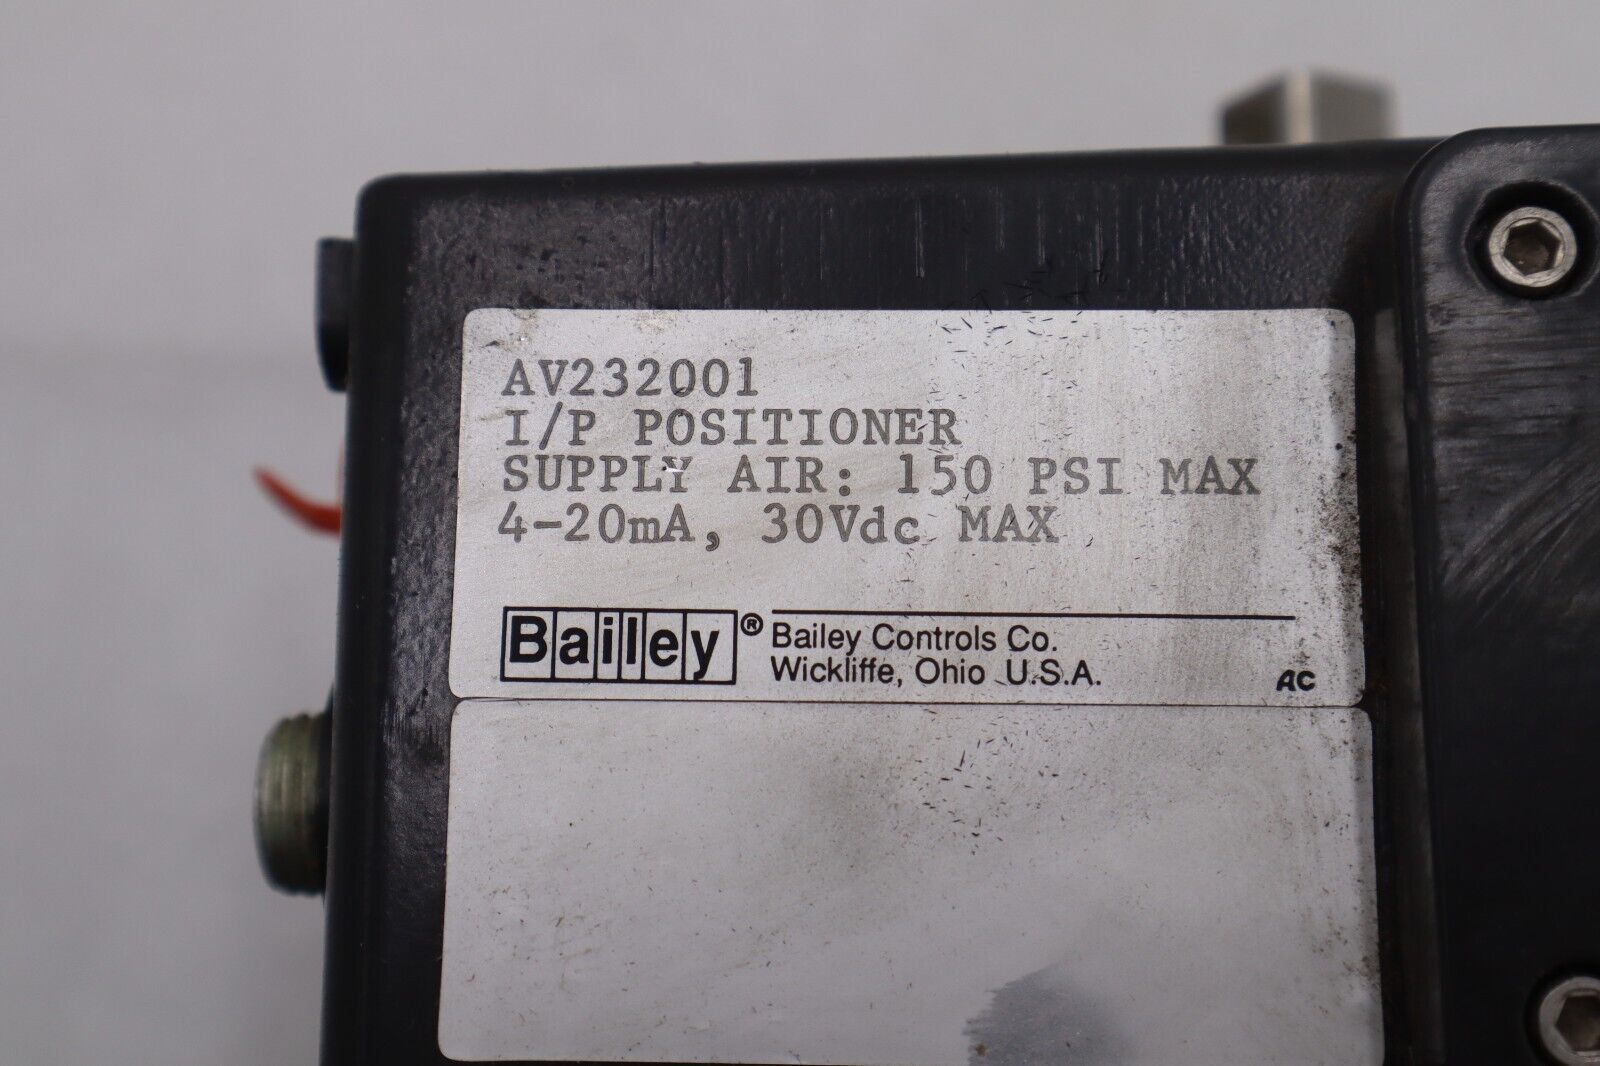 AV232001
I/P POSITIONER
SUPPLY AIR: 150 PSI MAX
4-20mA, 30Vdc MAX
Bailey® Bailey Controls Co.
Wickliffe, Ohio U.S.A.
AC